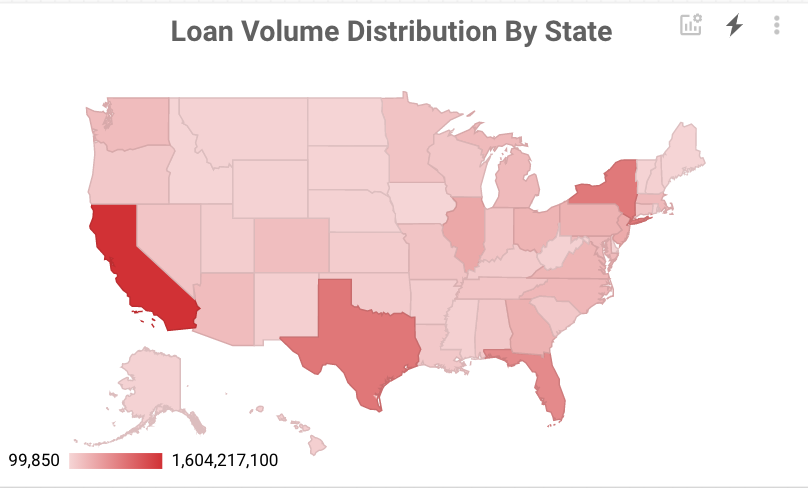 Loan Volume Distribution By State
99,850 1,604,217,100